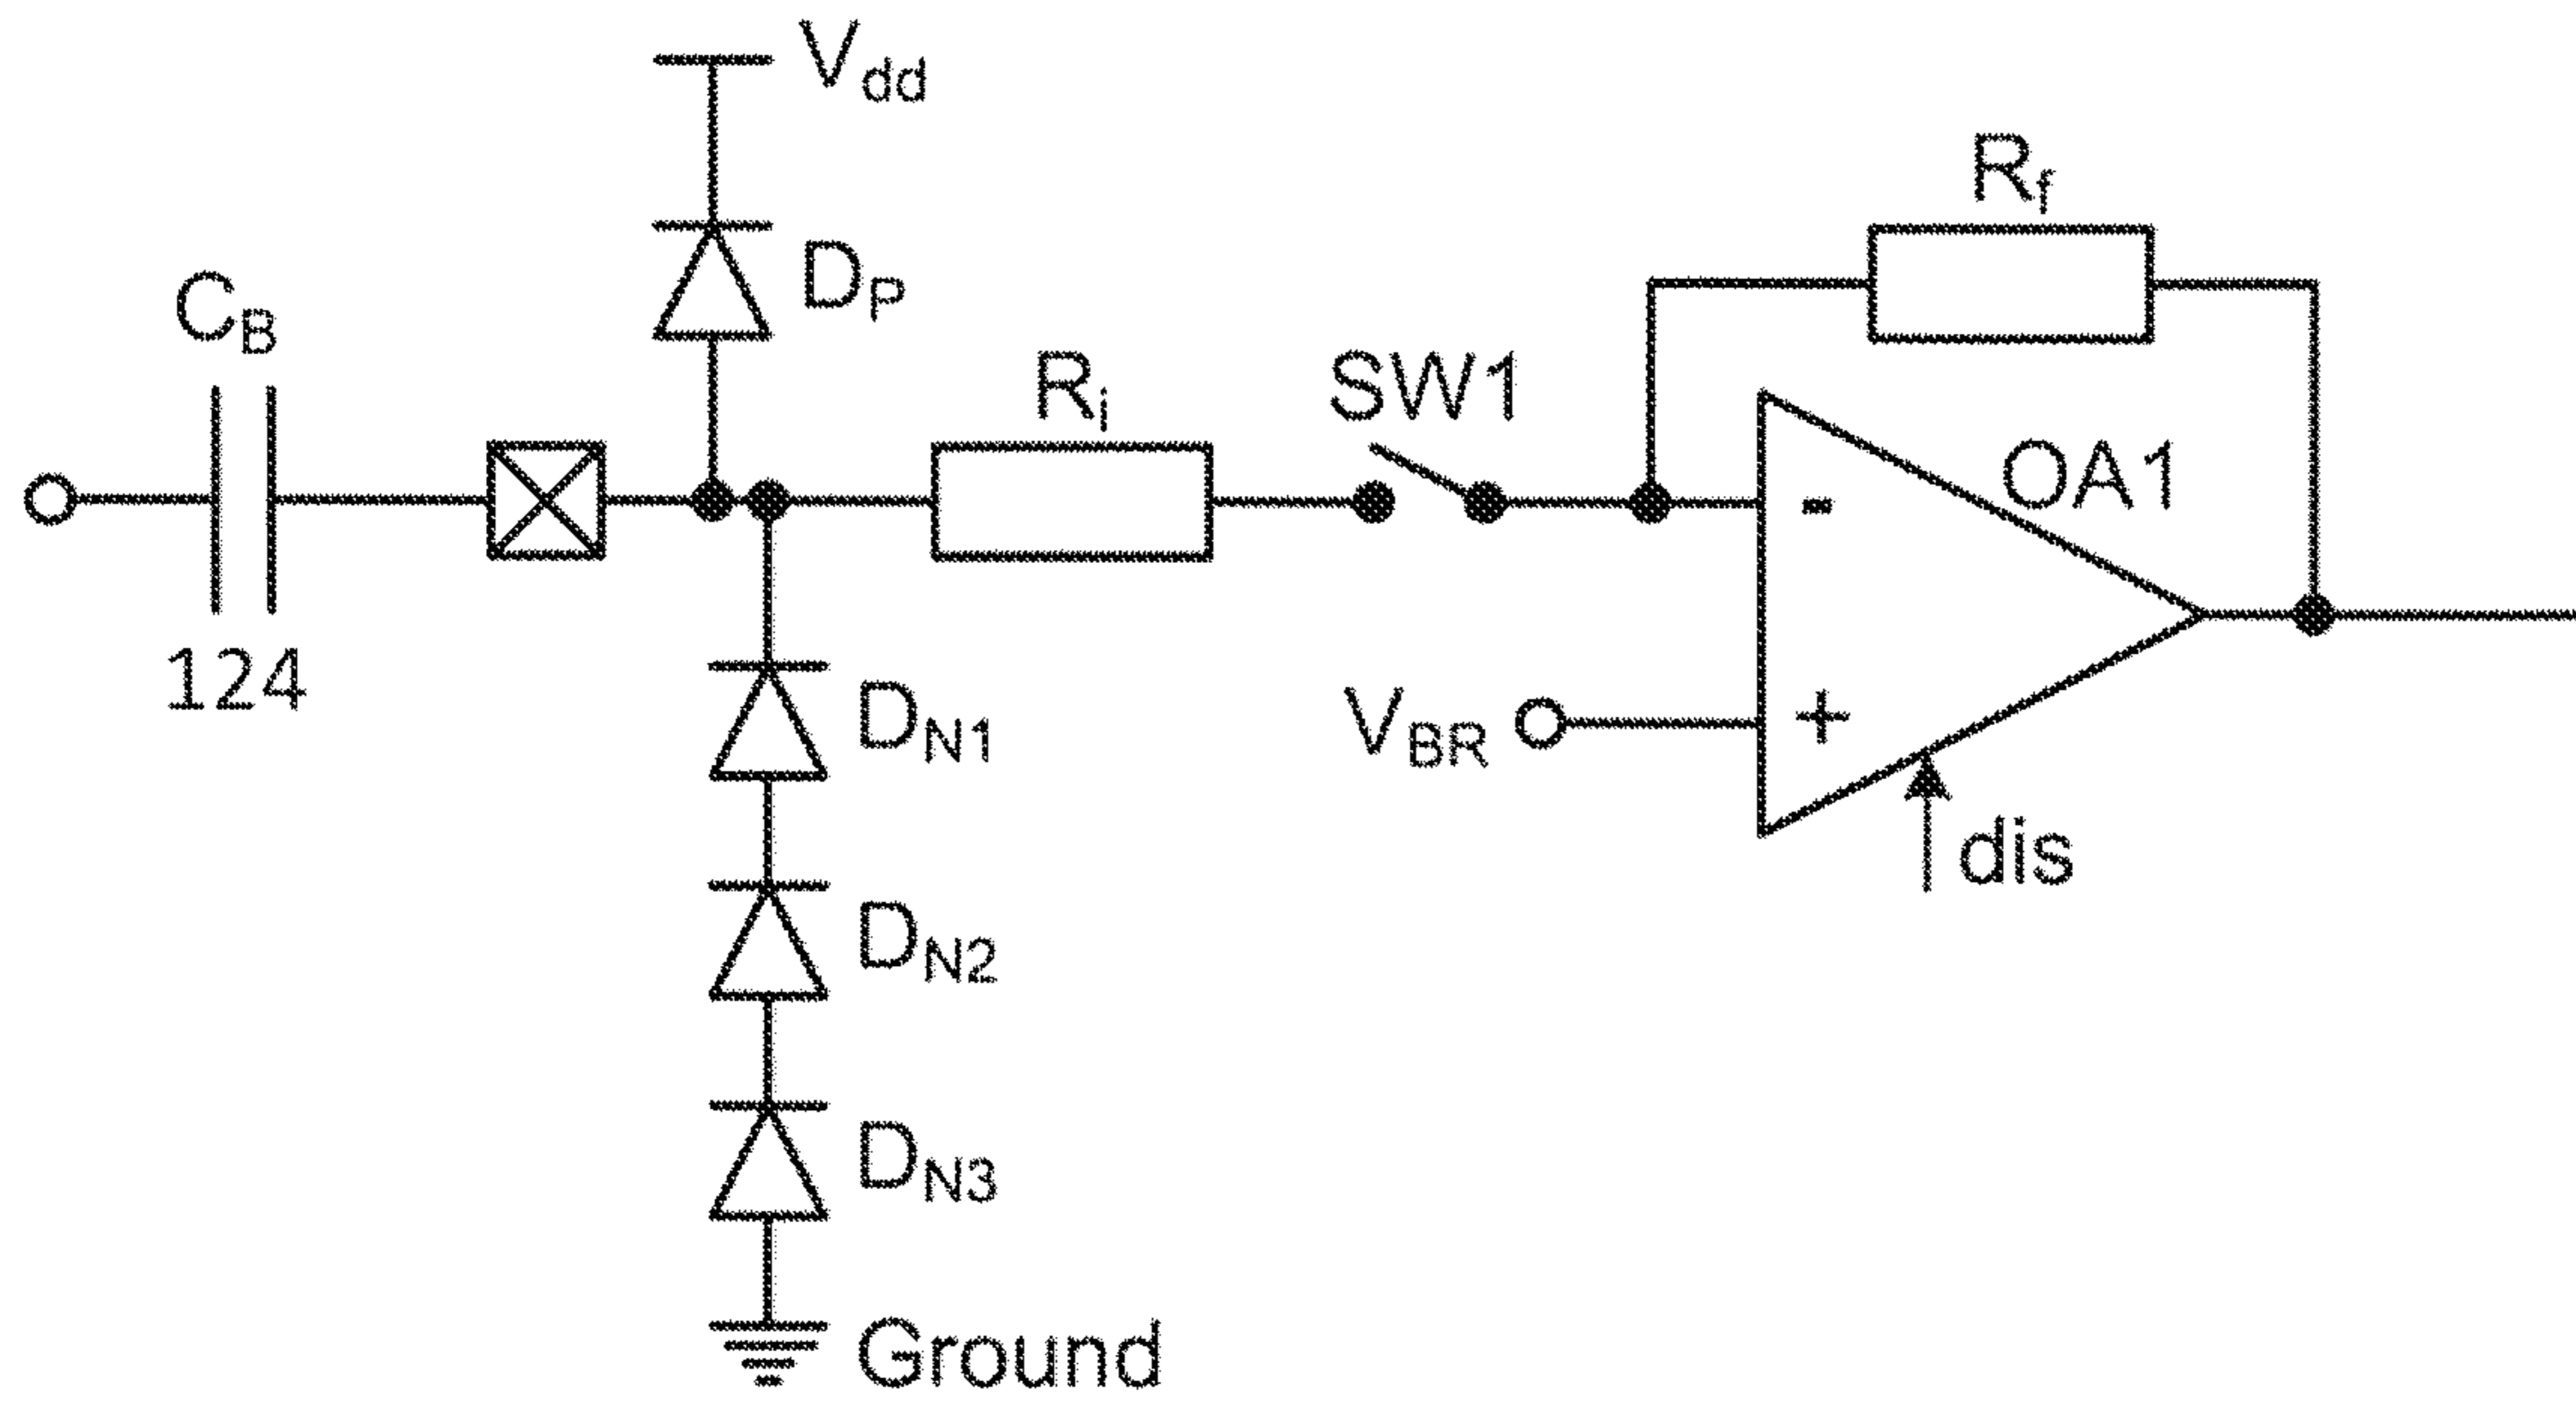 Vdd
Rf
DP
CB
Ri
SW1
OA1
-
124
DN1
VBR
+
dis
DN2
DN3
Ground